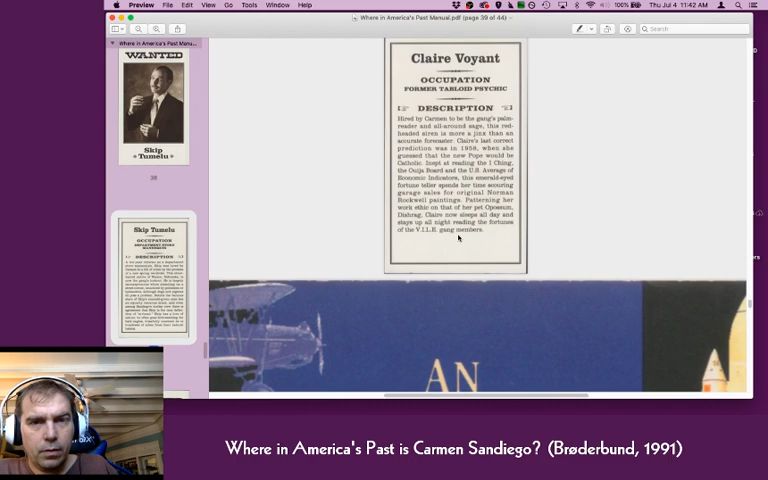 Preview File Edit View Go Tools Window Help
100% Thu Jul 4 11:42 AM
Where in America's Past Manual.pdf (page 39 of 44)
Search
Where in America's Past Manu...
WANTED
Skip
Tumelu
38
Skip Tumelu
OCCUPATION
DESCRIPTION
Claire Voyant
OCCUPATION
FORMER TABLOID PSYCHIC
DESCRIPTION
Hired by Carmen to be the gang's palm-
reader and all-around sage, this red-
headed siren is more a jinx than an
accurate forecaster. Claire's last correct
prediction was in 1958, when she
guessed that the new Pope would be
Catholic. Inept at reading the I Ching,
the Ouija Board and the U.S. Average of
Economic Indicators, this emerald-eyed
fortune teller spends her time scouring
garage sales for original Norman
Rockwell paintings. Patterning her
work ethic on that of her pet Opossum,
Dishrag, Claire now sleeps all day and
stays up all night reading the fortunes
of the V.I.L.E. gang members.
AN
Where in America's Past is Carmen Sandiego? (Brøderbund, 1991)